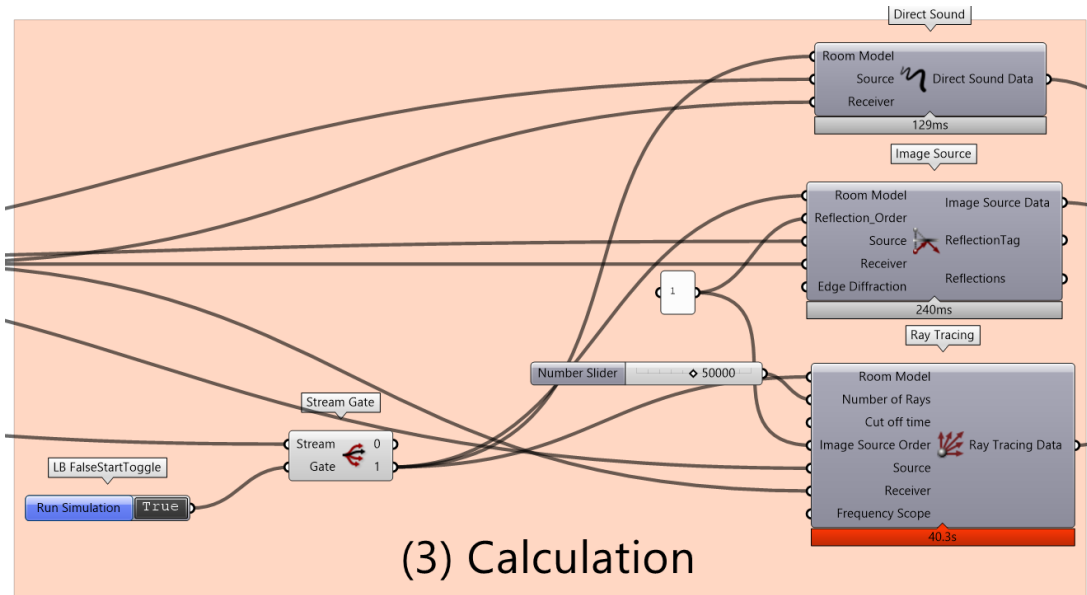 Direct Sound
Room Model
Source
Receiver
Direct Sound Data
129ms
Image Source
Room Model
Reflection_Order
Source
Receiver
Edge Diffraction
Image Source Data
ReflectionTag
Reflections
240ms
1
Number Slider
50000
Ray Tracing
Room Model
Number of Rays
Cut off time
Image Source Order
Source
Receiver
Frequency Scope
Ray Tracing Data
40.3s
Stream Gate
Stream
Gate
0
1
LB FalseStartToggle
Run Simulation
True
(3) Calculation